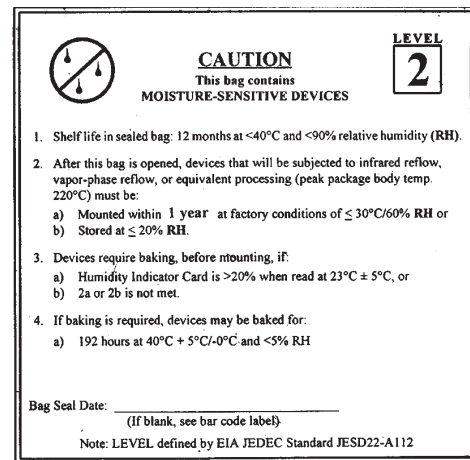 LEVEL
2
CAUTION
This bag contains
MOISTURE-SENSITIVE DEVICES
1. Shelf life in sealed bag: 12 months at <40°C and <90% relative humidity (RH).
2. After this bag is opened, devices that will be subjected to infrared reflow,
vapor-phase reflow, or equivalent processing (peak package body temp.
220°C) must be:
a) Mounted within 1 year at factory conditions of ≤ 30°C/60% RH or
b) Stored at ≤ 20% RH.
3. Devices require baking, before mounting, if:
a) Humidity Indicator Card is >20% when read at 23°C ± 5°C, or
b) 2a or 2b is not met.
4. If baking is required, devices may be baked for:
a) 192 hours at 40°C + 5°C/-0°C and <5% RH
Bag Seal Date:
(If blank, see bar code label)
Note: LEVEL defined by EIA JEDEC Standard JESD22-A112